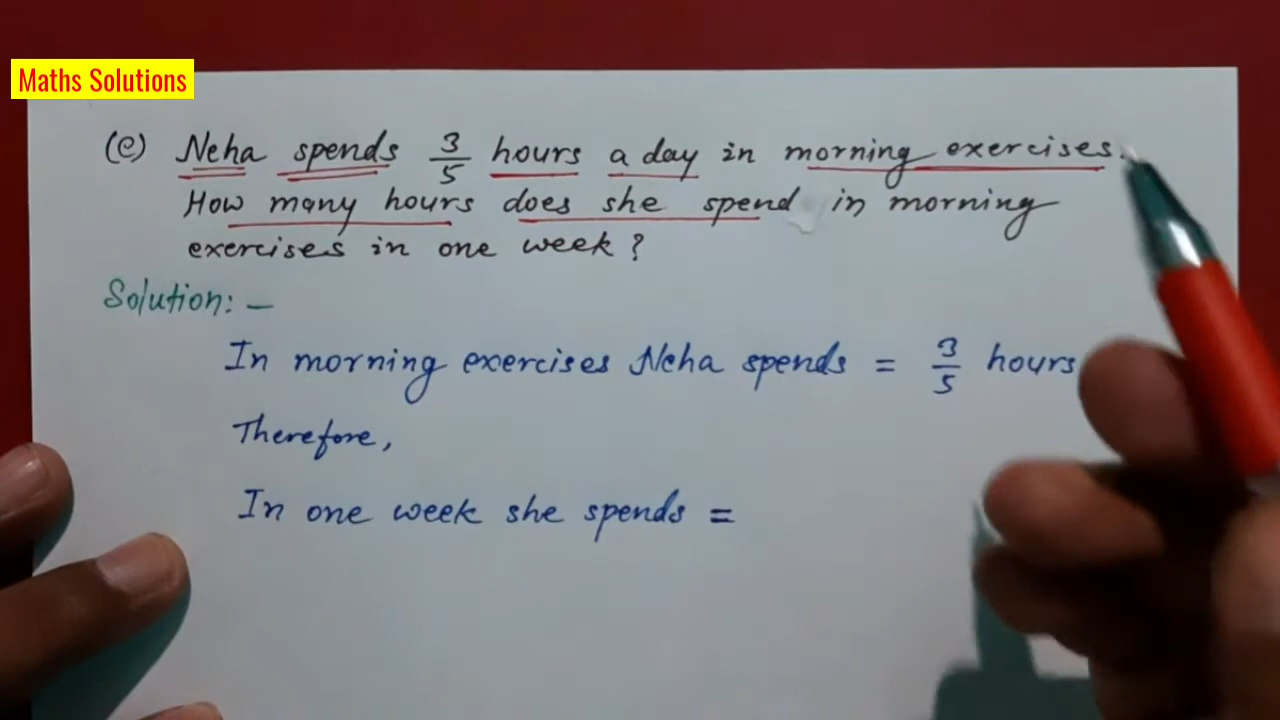 Maths Solutions
(e) Neha spends 3/5 hours a day in morning exercises.
How many hours does she spend in morning
exercises in one week?
Solution: —
In morning exercises Neha spends = 3/5 hours
Therefore,
In one week she spends =